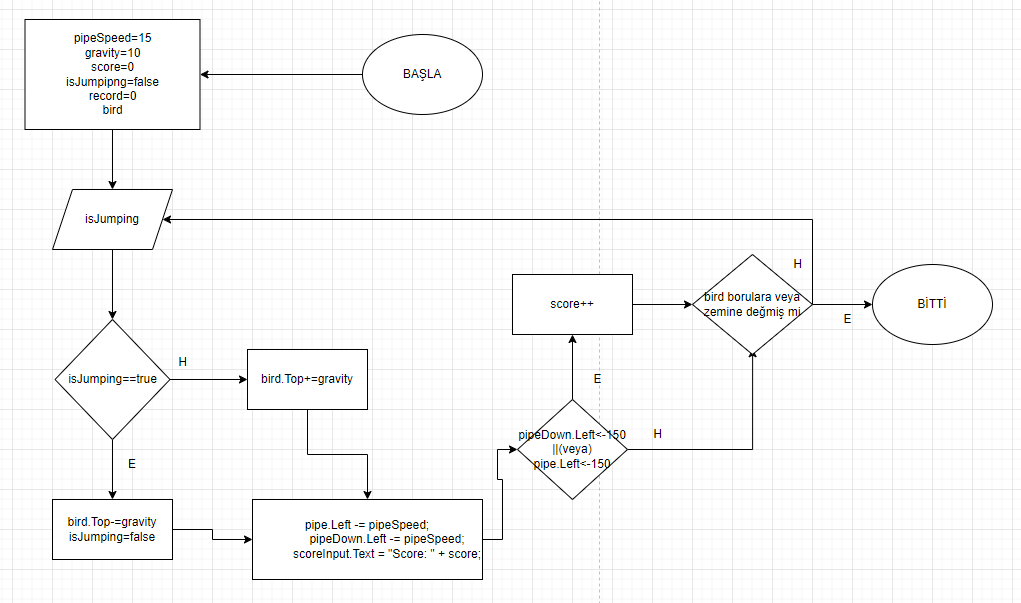 BAŞLA
pipeSpeed=15
gravity=10
score=0
isJumpipng=false
record=0
bird
isJumping
isJumping==true
H
E
bird.Top+=gravity
bird.Top-=gravity
isJumping=false
pipe.Left -= pipeSpeed;
pipeDown.Left -= pipeSpeed;
scoreInput.Text = "Score: " + score;
pipeDown.Left<-150
||(veya)
pipe.Left<-150
E
H
score++
bird borulara veya
zemine değmiş mi
H
E
BİTTİ